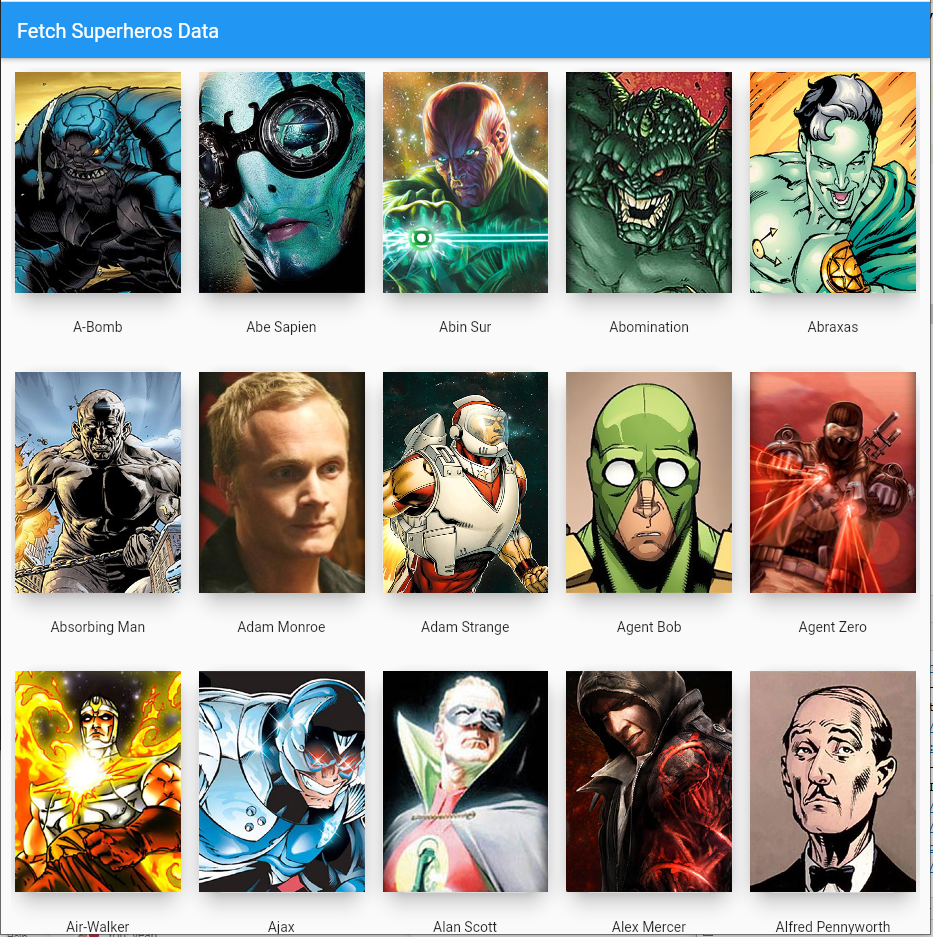 Fetch Superheros Data
A-Bomb
Abe Sapien
Abin Sur
Abomination
Abraxas
Absorbing Man
Adam Monroe
Adam Strange
Agent Bob
Agent Zero
Air-Walker
Ajax
Alan Scott
Alex Mercer
Alfred Pennyworth